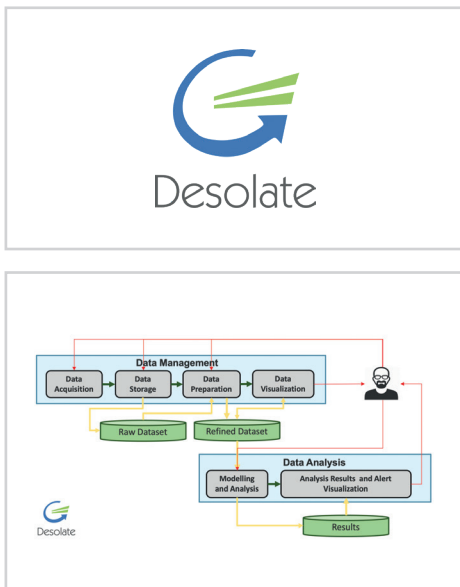 Desolate
Data Management
Data
Acquisition
Data
Storage
Data
Preparation
Data
Visualization
Raw Dataset
Refined Dataset
Data Analysis
Modelling
and Analysis
Analysis Results and Alert
Visualization
Results
Desolate